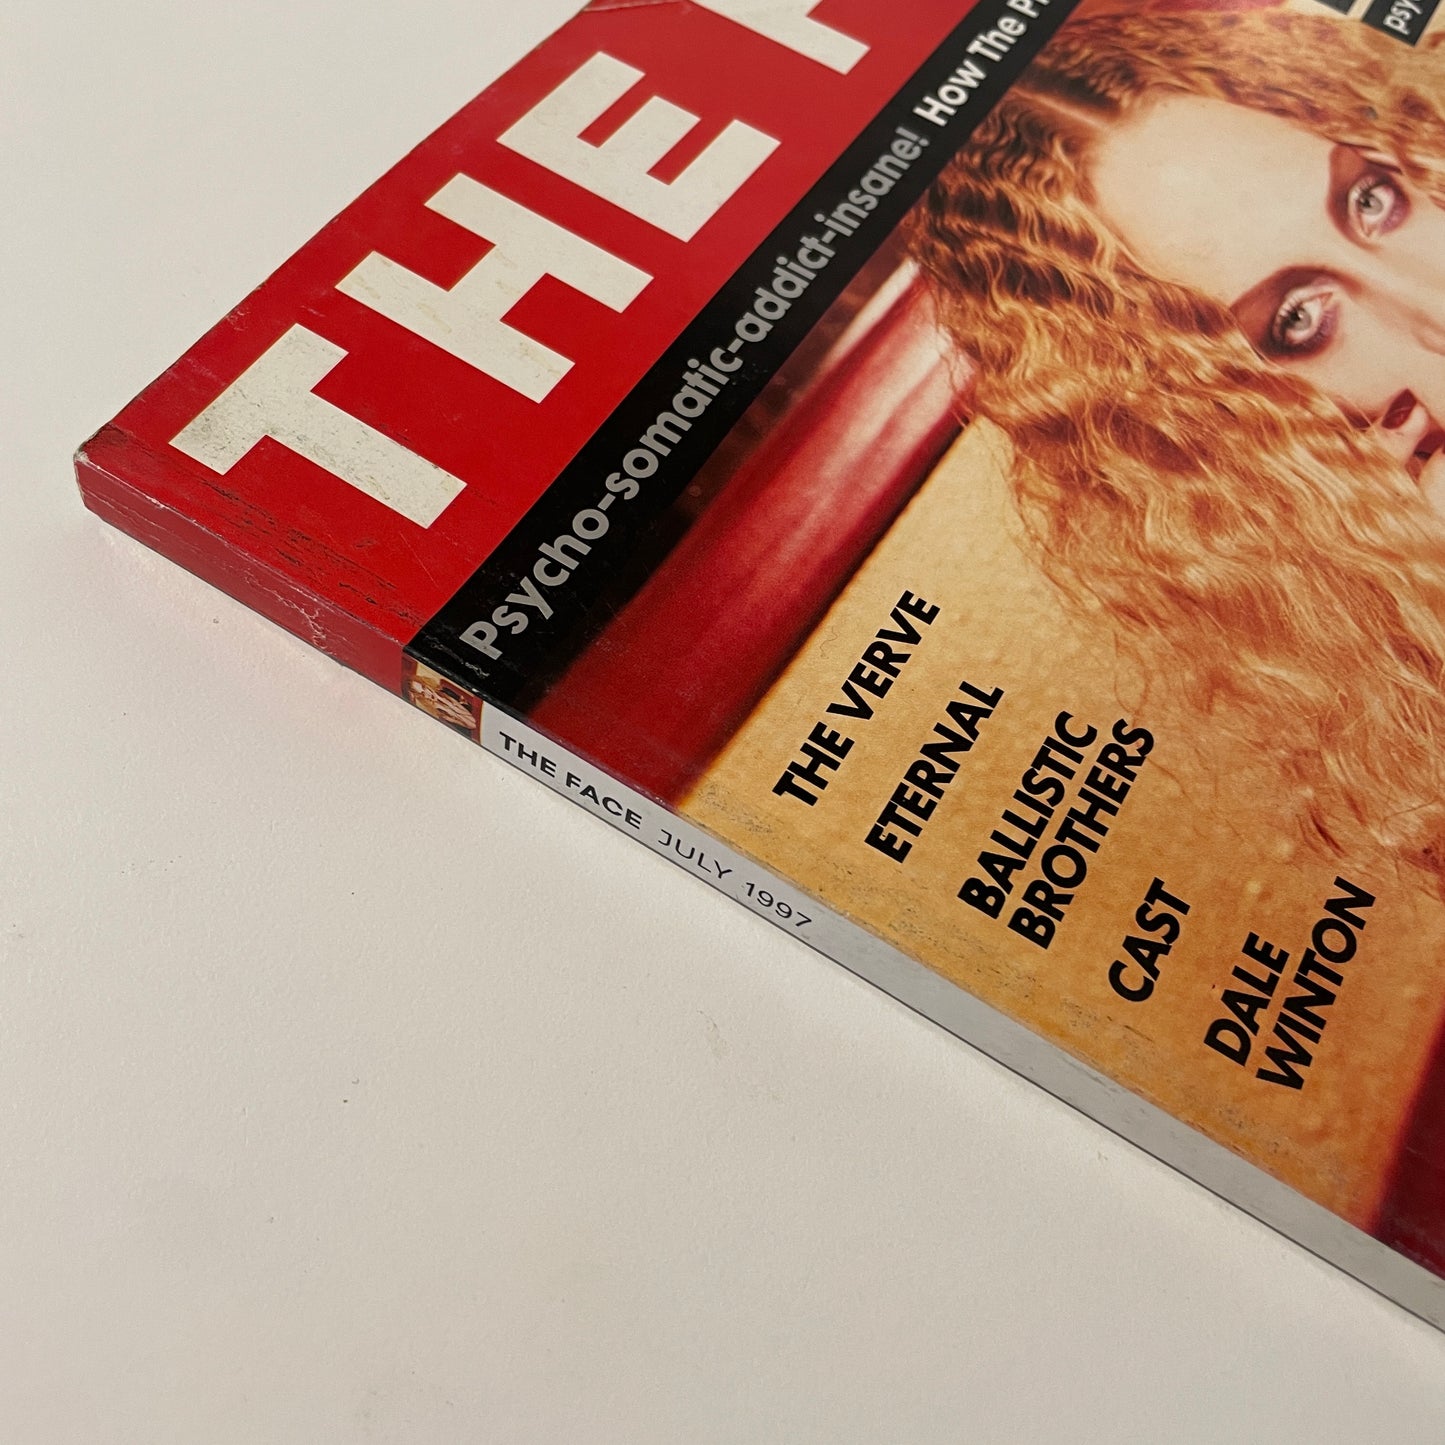 THE
Psycho-somatic-addict-insane! How The
THE VERVE
ETERNAL
BALLISTIC
BROTHERS
CAST
DALE
WINTON
THE FACE JULY 1997